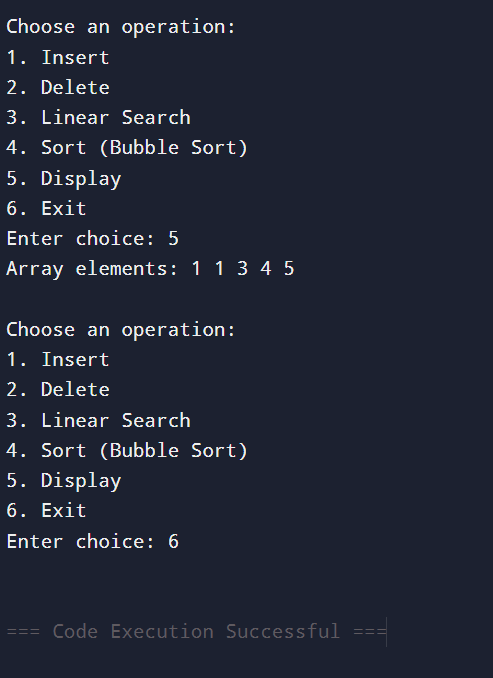 Choose an operation:
1. Insert
2. Delete
3. Linear Search
4. Sort (Bubble Sort)
5. Display
6. Exit
Enter choice: 5
Array elements: 1 1 3 4 5
Choose an operation:
1. Insert
2. Delete
3. Linear Search
4. Sort (Bubble Sort)
5. Display
6. Exit
Enter choice: 6
=== Code Execution Successful ===